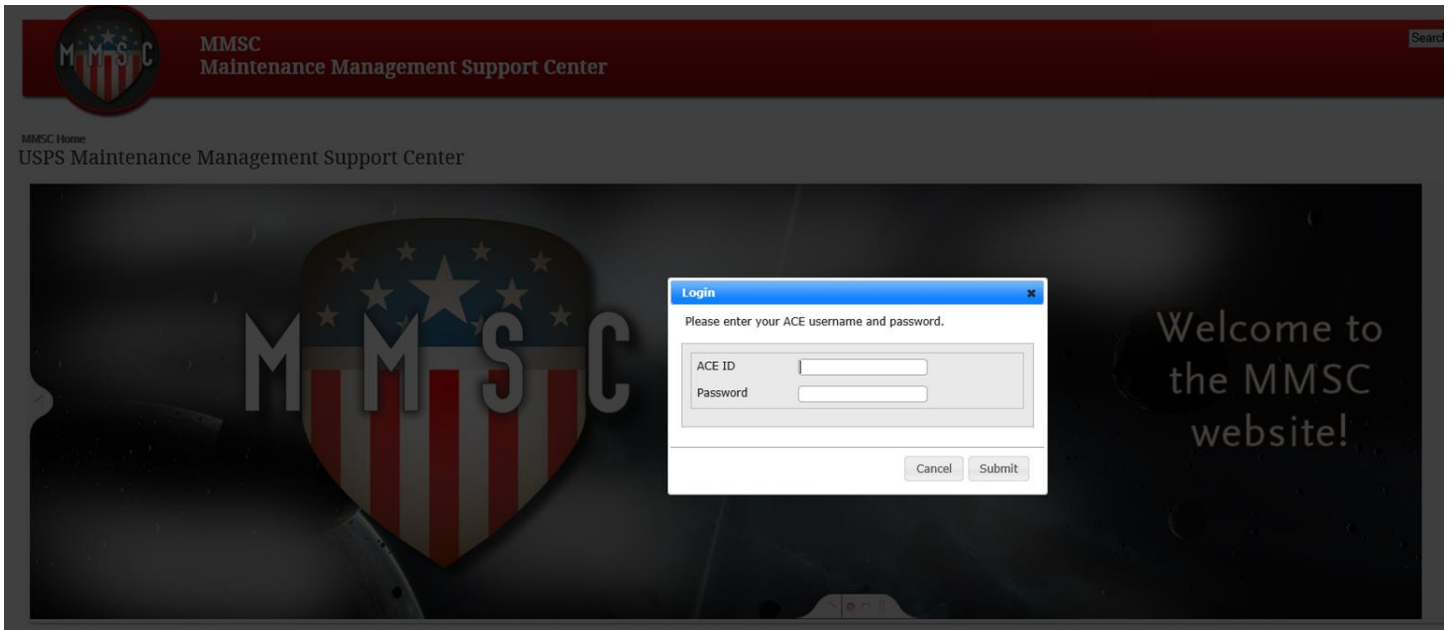 MMSC
MMSC
Maintenance Management Support Center
Search
MMSC Home
USPS Maintenance Management Support Center
MMSC
Welcome to
the MMSC
website!
Login
Please enter your ACE username and password.
ACE ID
Password
Cancel Submit